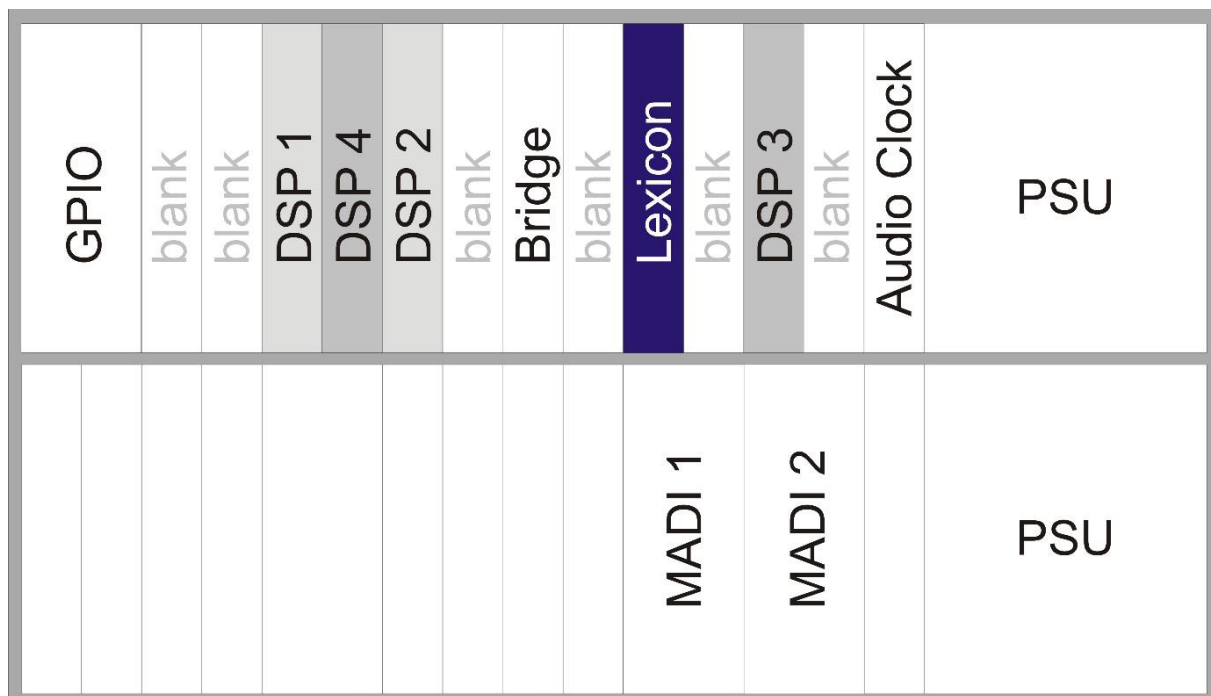 GPIO
blank
blank
DSP 1
DSP 4
DSP 2
blank
Bridge
blank
Lexicon
blank
DSP 3
blank
Audio Clock
PSU
MADI 1
MADI 2
PSU